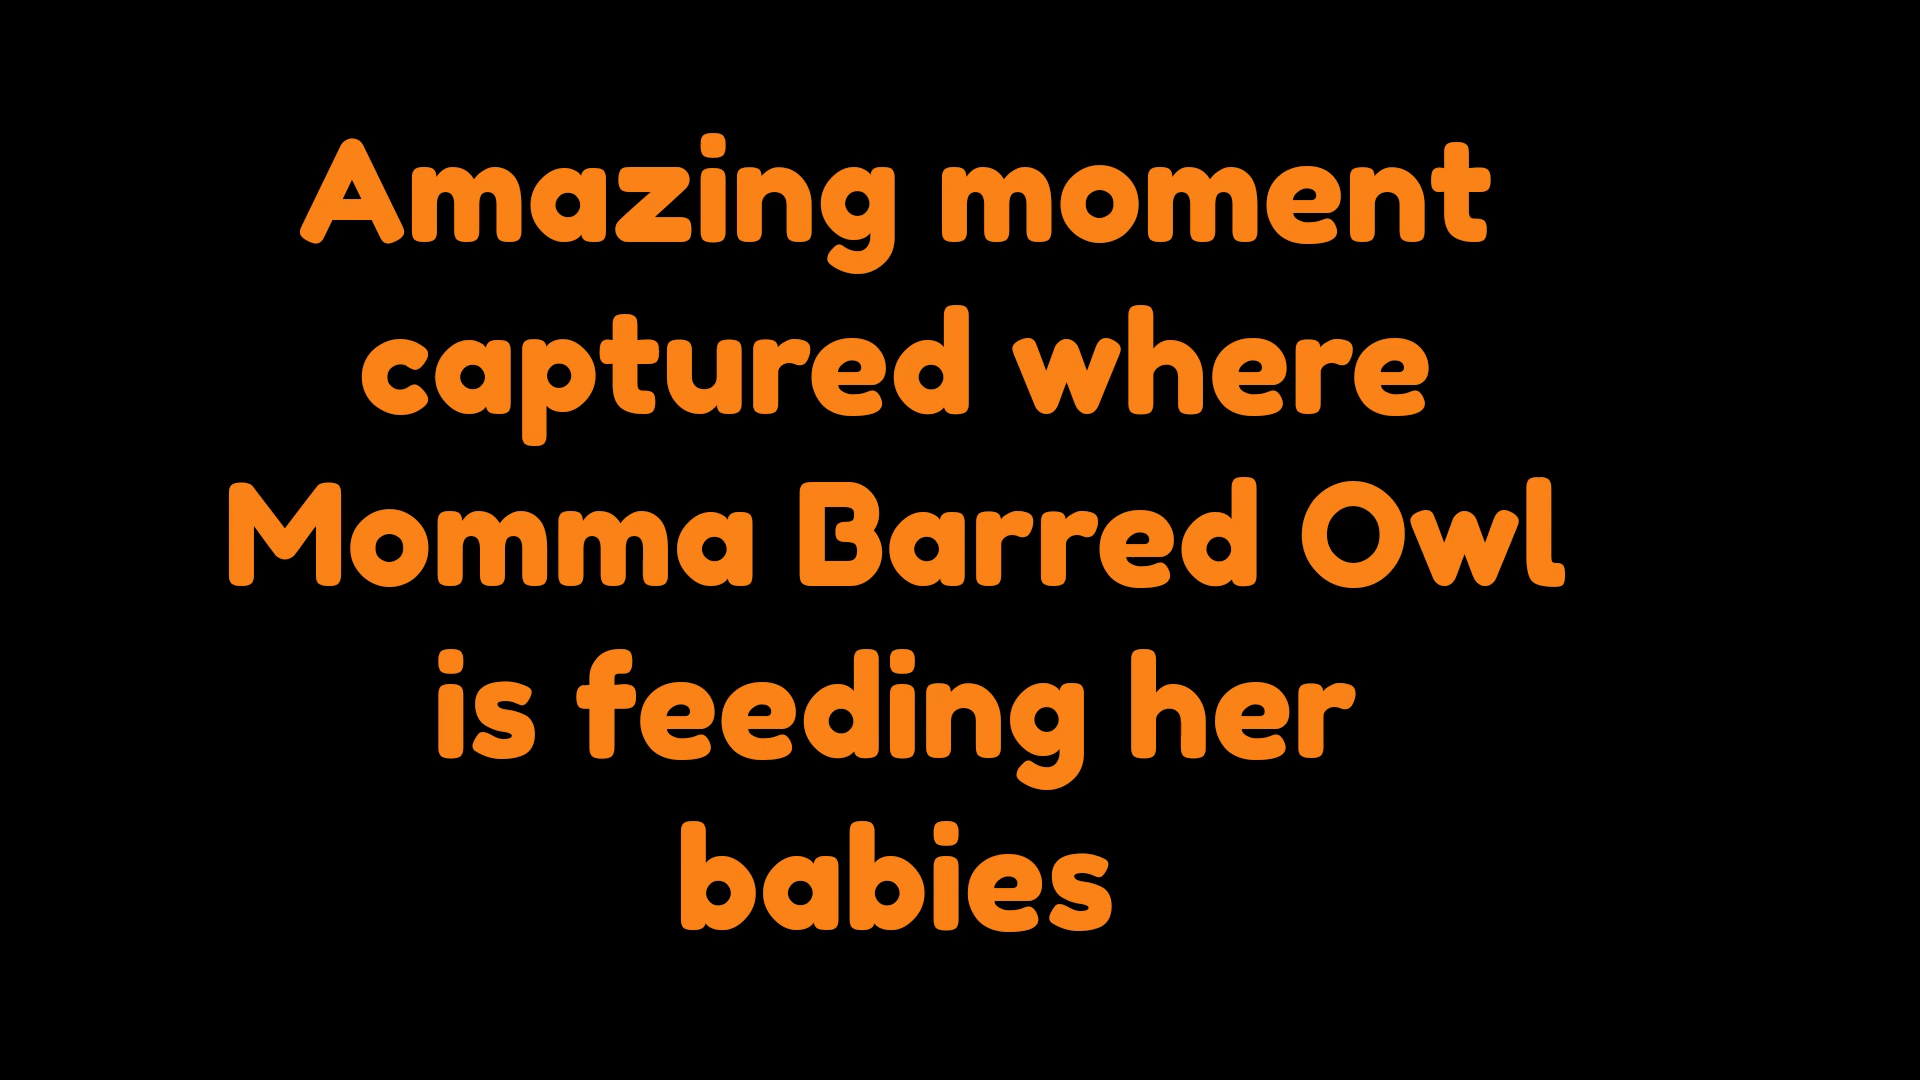 Amazing moment
captured where
Momma Barred Owl
is feeding her
babies